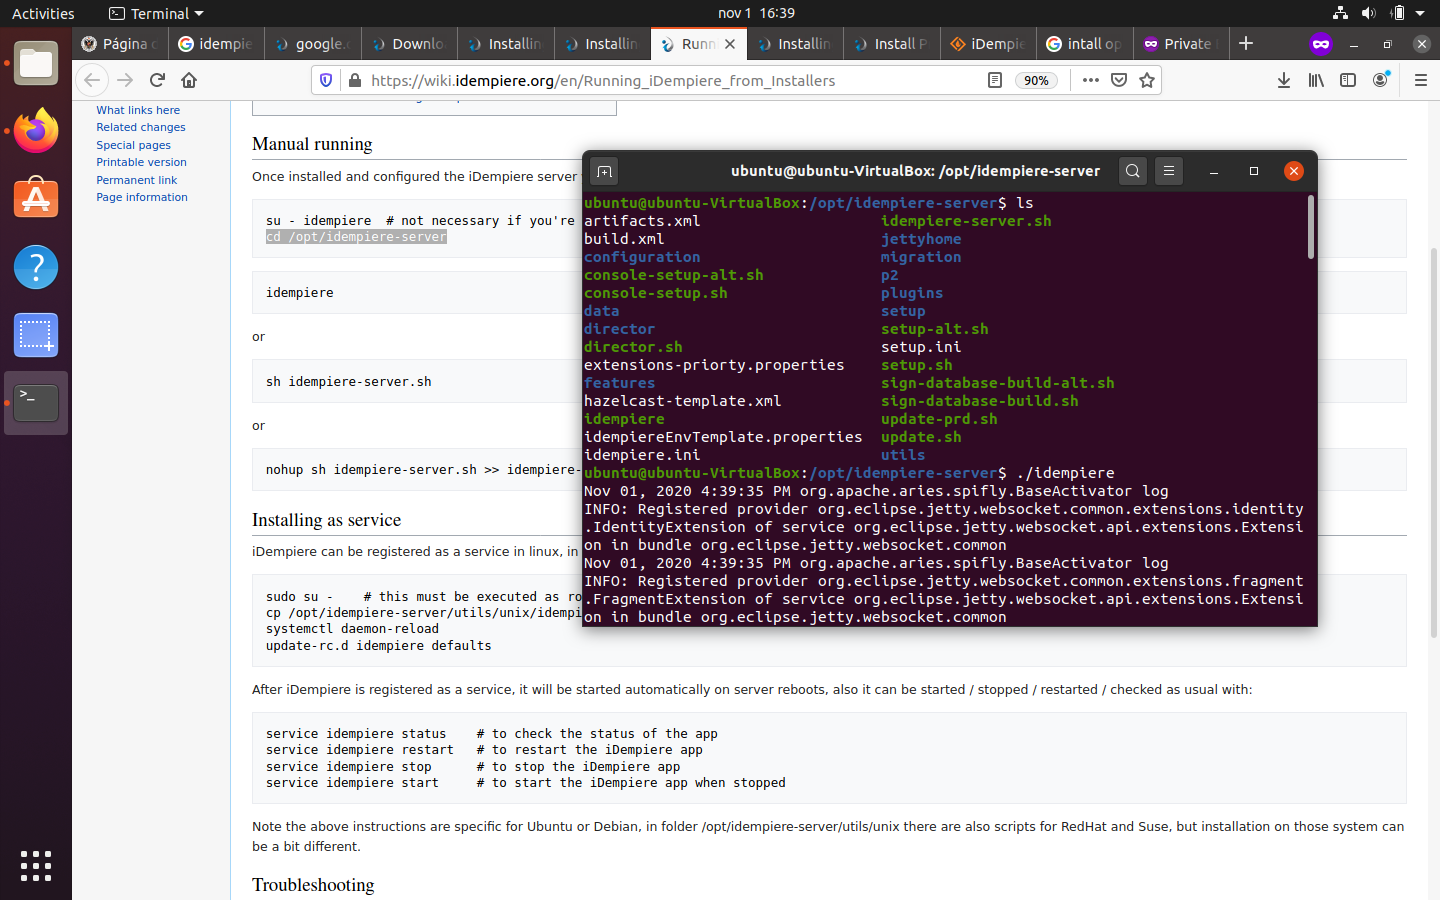 Activities
Terminal
nov 1 16:39
Página
idempie
google.
Downlo
Installin
Installin
Runn
Installin
Install P
iDempie
intall op
Private
https://wiki.idempiere.org/en/Running_iDempiere_from_Installers
90%
What links here
Related changes
Special pages
Printable version
Permanent link
Page information
Manual running
Once installed and configured the iDempiere server
su - idempiere  # not necessary if you're
cd /opt/idempiere-server
idempiere
or
sh idempiere-server.sh
or
nohup sh idempiere-server.sh >> idempiere-
Installing as service
iDempiere can be registered as a service in linux, in
sudo su -    # this must be executed as ro
cp /opt/idempiere-server/utils/unix/idempi
systemctl daemon-reload
update-rc.d idempiere defaults
After iDempiere is registered as a service, it will be started automatically on server reboots, also it can be started / stopped / restarted / checked as usual with:
service idempiere status    # to check the status of the app
service idempiere restart   # to restart the iDempiere app
service idempiere stop      # to stop the iDempiere app
service idempiere start     # to start the iDempiere app when stopped
Note the above instructions are specific for Ubuntu or Debian, in folder /opt/idempiere-server/utils/unix there are also scripts for RedHat and Suse, but installation on those system can
be a bit different.
Troubleshooting
ubuntu@ubuntu-VirtualBox: /opt/idempiere-server
ubuntu@ubuntu-VirtualBox:/opt/idempiere-server$ ls
artifacts.xml idempiere-server.sh
build.xml jettyhome
configuration migration
console-setup-alt.sh p2
console-setup.sh plugins
data setup
director setup-alt.sh
director.sh setup.ini
extensions-priorty.properties setup.sh
features sign-database-build-alt.sh
hazelcast-template.xml sign-database-build.sh
idempiere update-prd.sh
idempiereEnvTemplate.properties update.sh
idempiere.ini utils
ubuntu@ubuntu-VirtualBox:/opt/idempiere-server$ ./idempiere
Nov 01, 2020 4:39:35 PM org.apache.aries.spifly.BaseActivator log
INFO: Registered provider org.eclipse.jetty.websocket.common.extensions.identity
.IdentityExtension of service org.eclipse.jetty.websocket.api.extensions.Extensi
on in bundle org.eclipse.jetty.websocket.common
Nov 01, 2020 4:39:35 PM org.apache.aries.spifly.BaseActivator log
INFO: Registered provider org.eclipse.jetty.websocket.common.extensions.fragment
.FragmentExtension of service org.eclipse.jetty.websocket.api.extensions.Extensi
on in bundle org.eclipse.jetty.websocket.common